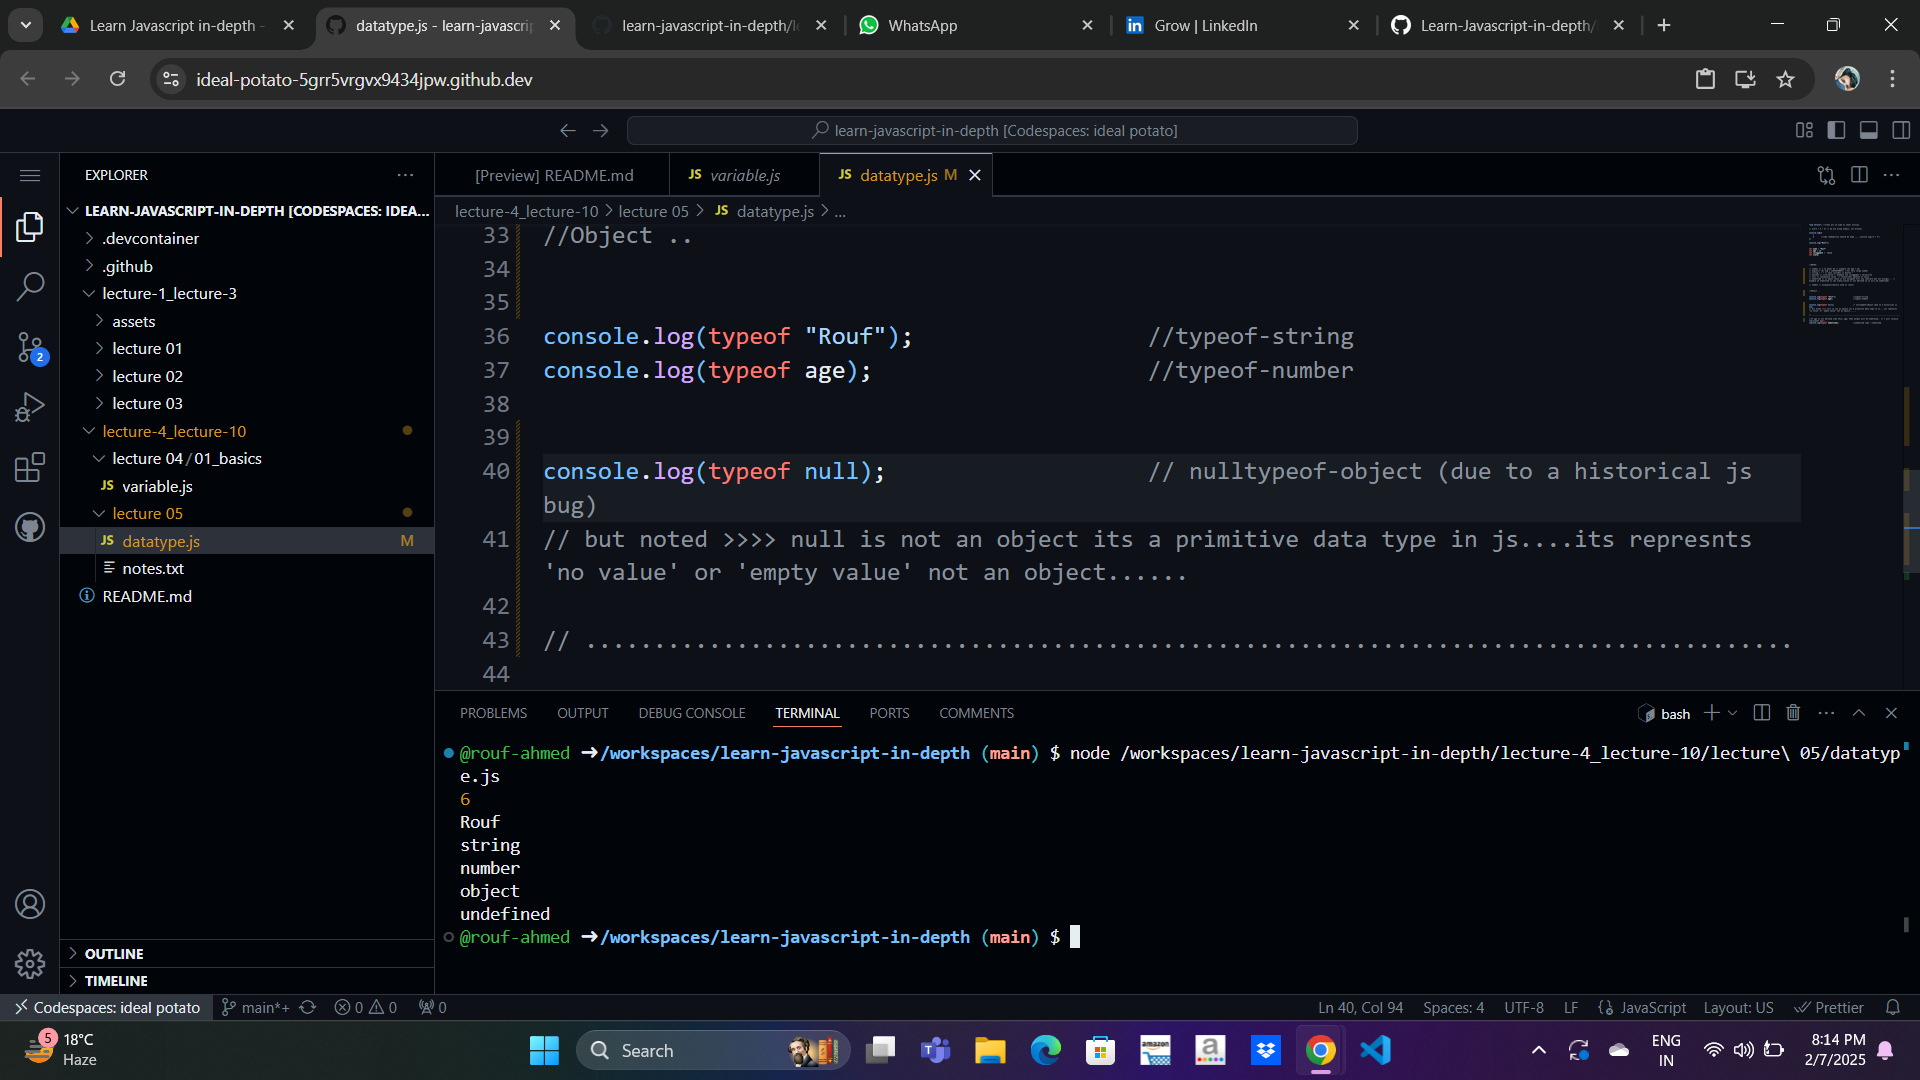 Learn Javascript in-depth -
datatype.js - learn-javascri
learn-javascript-in-depth/le
WhatsApp
Grow | LinkedIn
Learn-Javascript-in-depth/
ideal-potato-5grr5vrgvx9434jpw.github.dev
learn-javascript-in-depth [Codespaces: ideal potato]
EXPLORER
LEARN-JAVASCRIPT-IN-DEPTH [CODESPACES: IDEA...
.devcontainer
.github
lecture-1_lecture-3
assets
lecture 01
lecture 02
lecture 03
lecture-4_lecture-10
lecture 04/01_basics
JS variable.js
lecture 05
JS datatype.js M
notes.txt
README.md
OUTLINE
TIMELINE
2
[Preview] README.md
JS variable.js
JS datatype.js M
lecture-4_lecture-10 > lecture 05 > JS datatype.js > ...
33 //Object ..
34
35
36 console.log(typeof "Rouf"); //typeof-string
37 console.log(typeof age); //typeof-number
38
39
40 console.log(typeof null); // nulltypeof-object (due to a historical js
bug)
41 // but noted >>>> null is not an object its a primitive data type in js....its represnts
'no value' or 'empty value' not an object......
42
43 // ........................................................................................
44
PROBLEMS OUTPUT DEBUG CONSOLE TERMINAL PORTS COMMENTS
bash
@rouf-ahmed ➜/workspaces/learn-javascript-in-depth (main) $ node /workspaces/learn-javascript-in-depth/lecture-4_lecture-10/lecture\ 05/datatyp
e.js
6
Rouf
string
number
object
undefined
@rouf-ahmed ➜/workspaces/learn-javascript-in-depth (main) $
Codespaces: ideal potato
main*+
0 0
0
Ln 40, Col 94
Spaces: 4
UTF-8
LF
{} JavaScript
Layout: US
Prettier
5
18°C
Haze
Search
amazon
a
ENG
IN
8:14 PM
2/7/2025